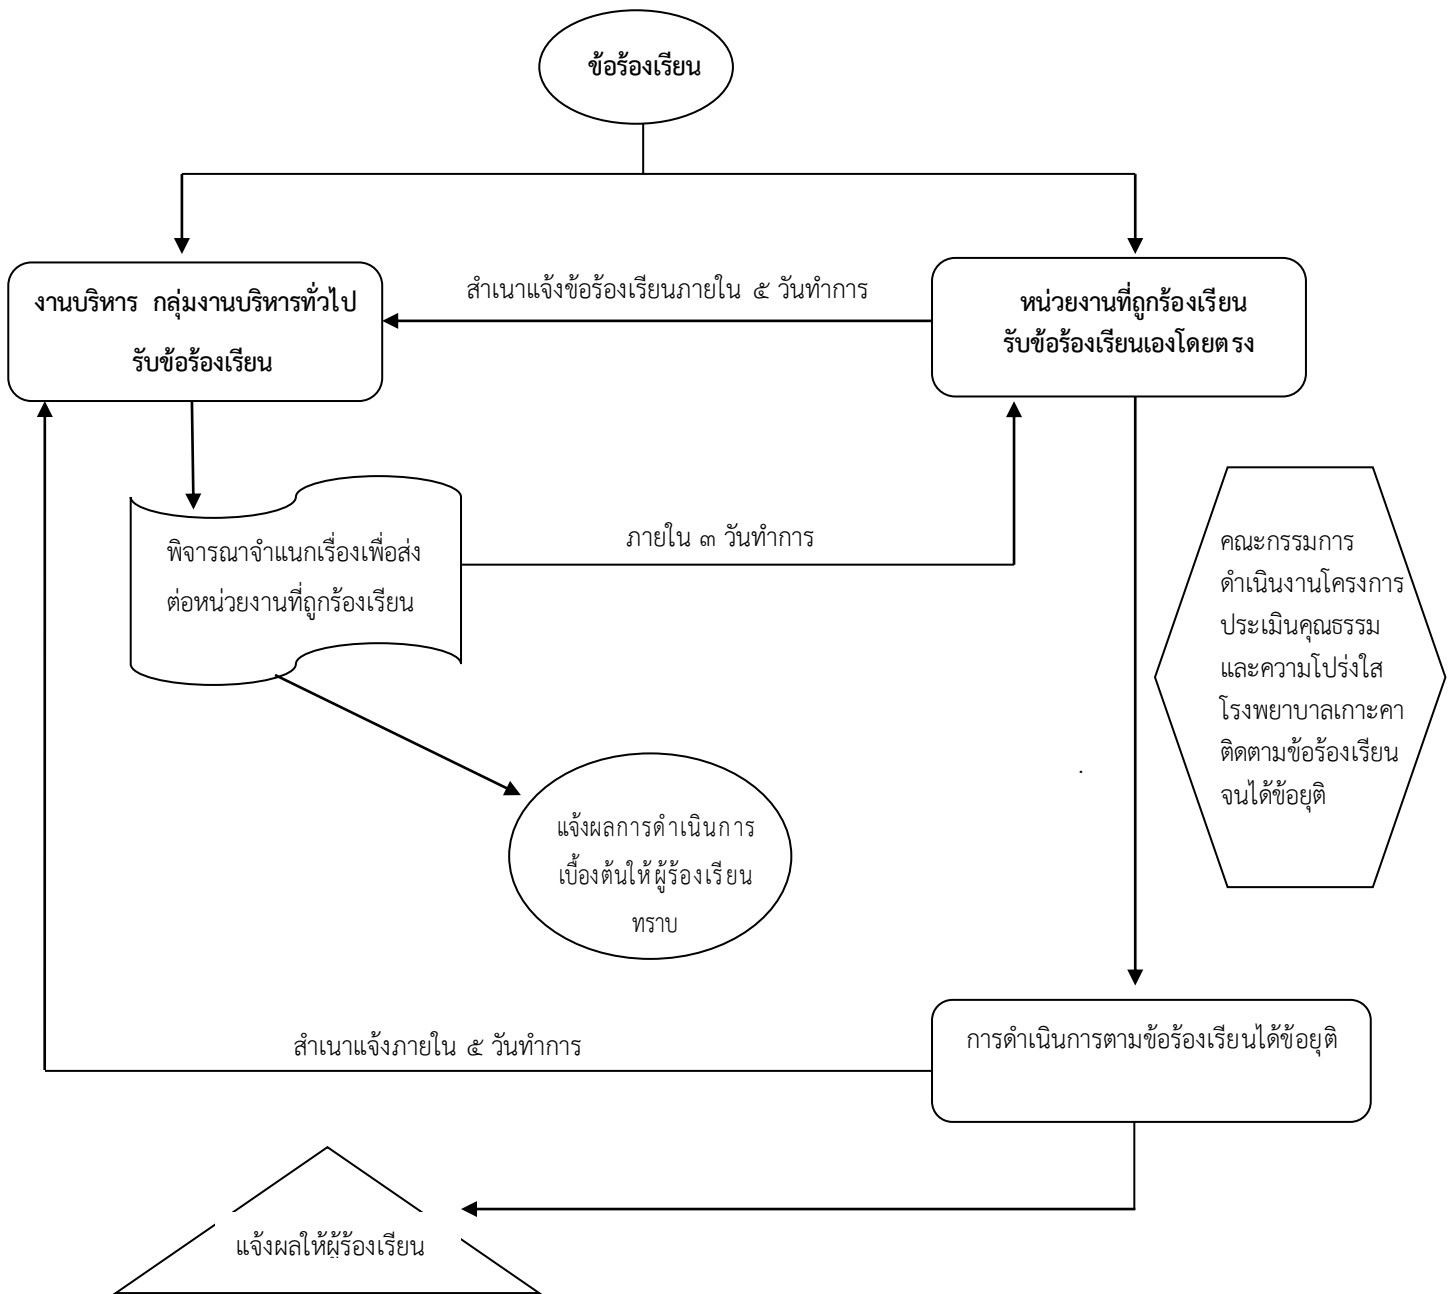 ข้อร้องเรียน
งานบริหาร กลุ่มงานบริหารทั่วไป
รับข้อร้องเรียน
สำเนาแจ้งข้อร้องเรียนภายใน ๕ วันทำการ
หน่วยงานที่ถูกร้องเรียน
รับข้อร้องเรียนเองโดยตรง
พิจารณาจำแนกเรื่องเพื่อส่ง
ต่อหน่วยงานที่ถูกร้องเรียน
ภายใน ๓ วันทำการ
คณะกรรมการ
ดำเนินงานโครงการ
ประเมินคุณธรรม
และความโปร่งใส
โรงพยาบาลเกาะคา
ติดตามข้อร้องเรียน
จนได้ข้อยุติ
แจ้งผลการดำเนินการ
เบื้องต้นให้ผู้ร้องเรียน
ทราบ
การดำเนินการตามข้อร้องเรียนได้ข้อยุติ
สำเนาแจ้งภายใน ๕ วันทำการ
แจ้งผลให้ผู้ร้องเรียน